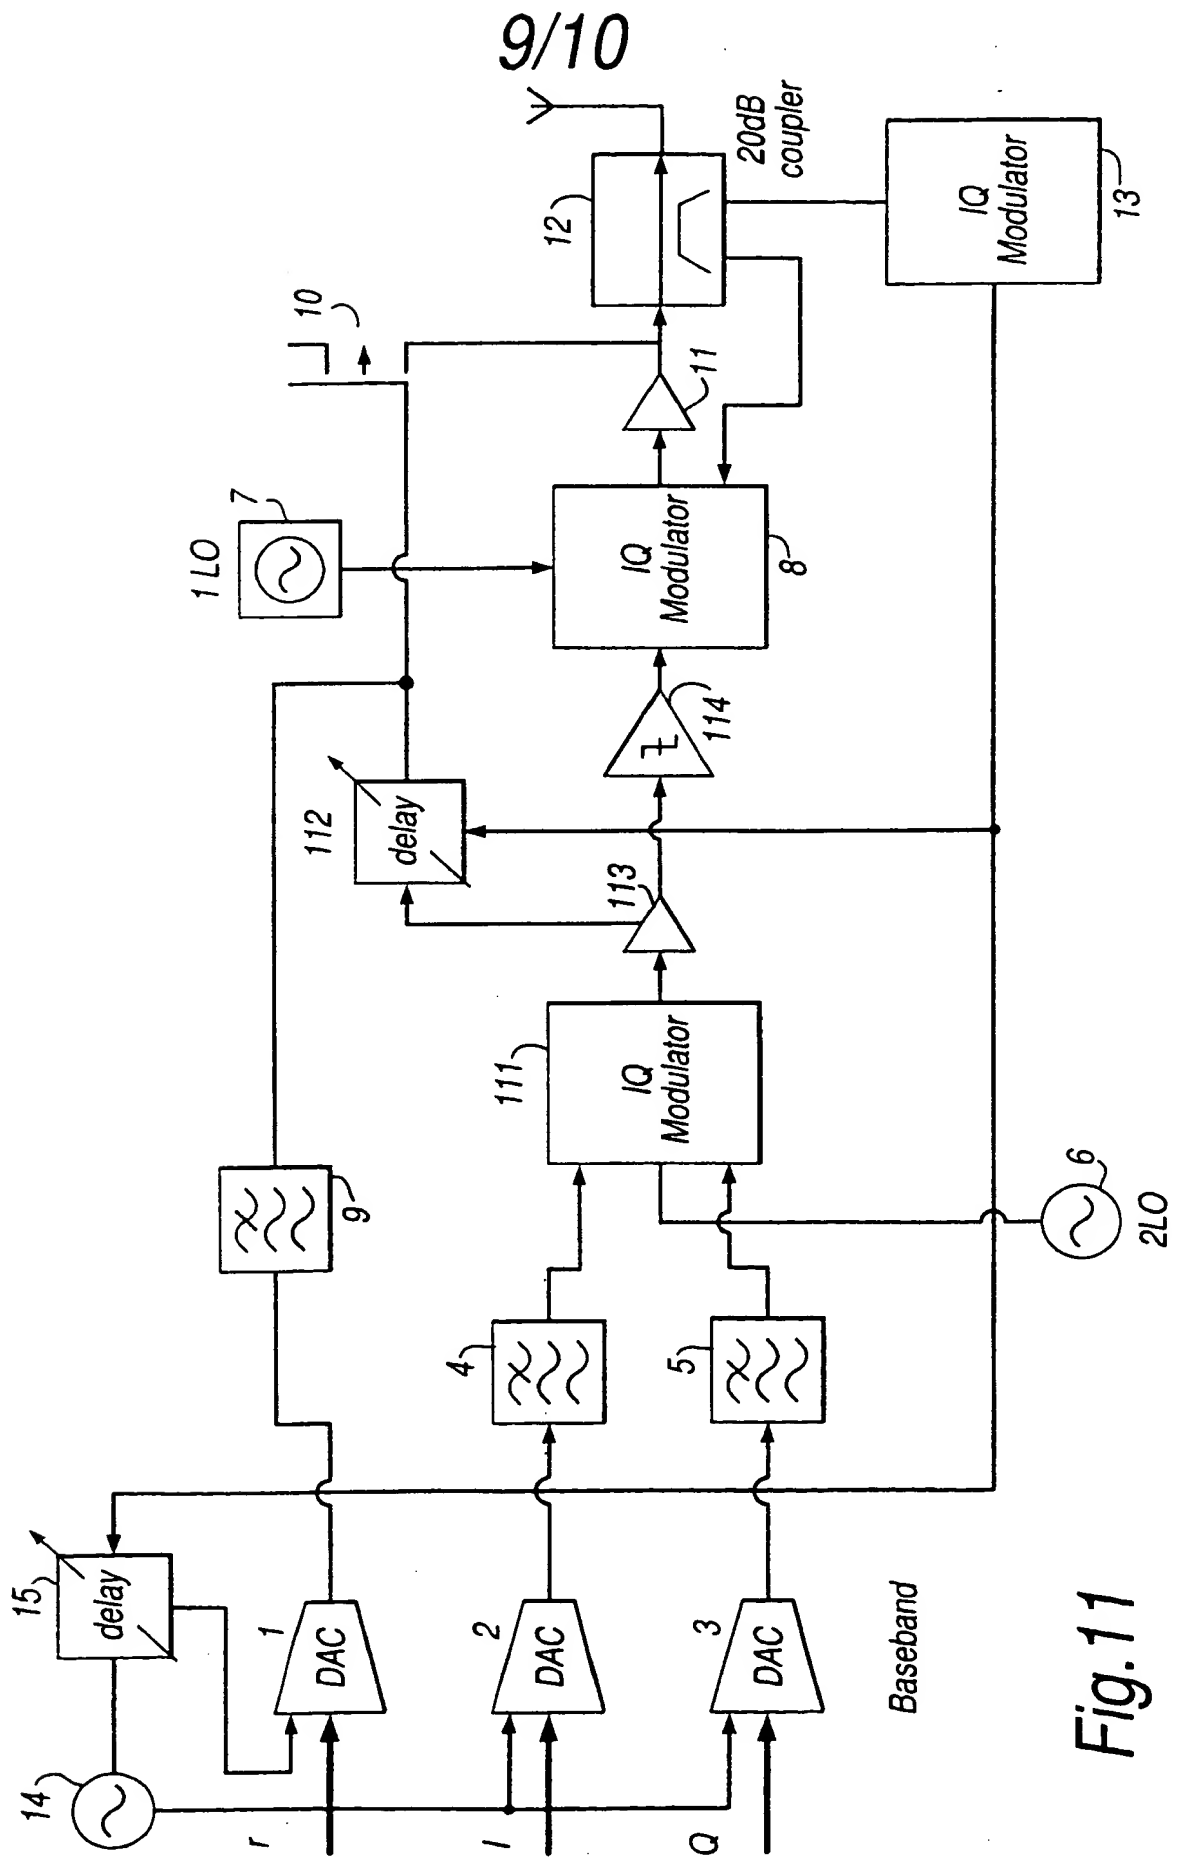 9/10
15
delay
14
r
I
Q
1
DAC
2
DAC
3
DAC
Baseband
9
4
5
6
2LO
111
IQ
Modulator
112
delay
113
114
1 LO
7
IQ
Modulator
8
10
11
12
20dB
coupler
IQ
Modulator
13
Fig.11